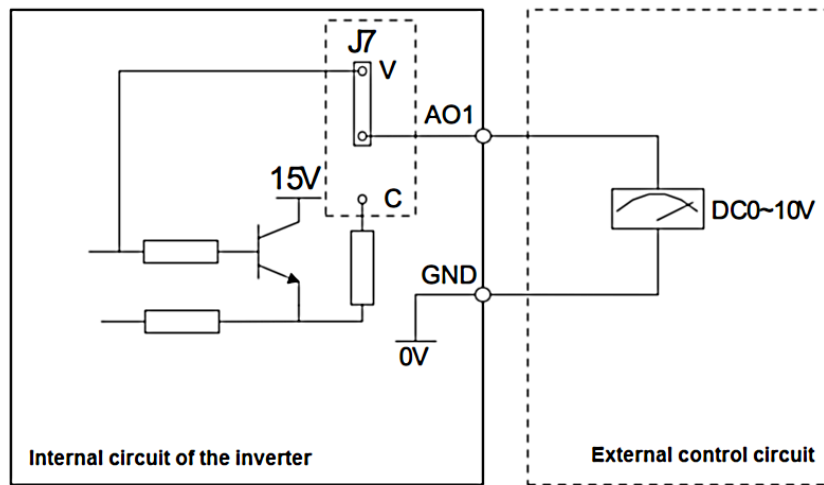 J7
V
AO1
15V
C
DC0~10V
GND
0V
Internal circuit of the inverter
External control circuit